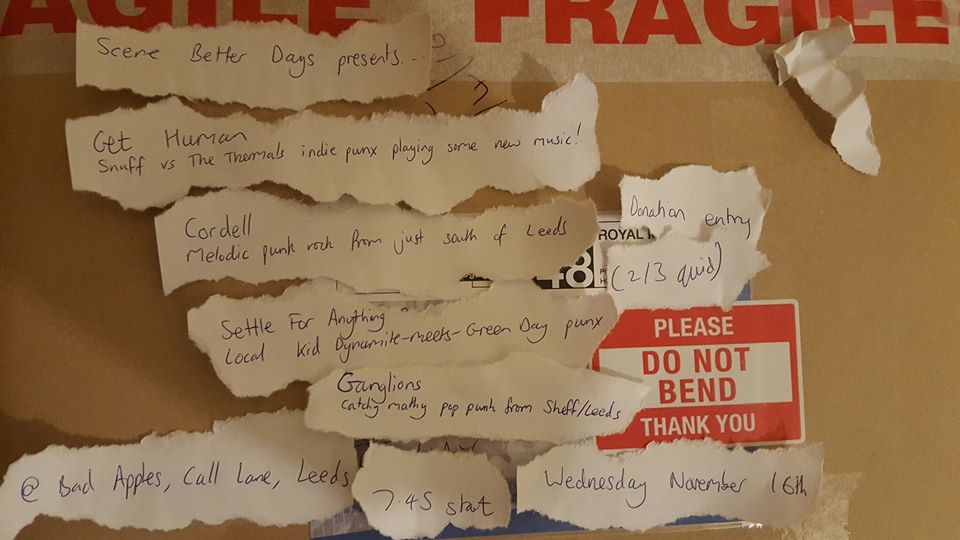 FRAGILE FRAGILE
Scene Better Days presents...
Get Human
Snuff vs The Thermals indie punx playing some new music!
Cordell
Melodic punk rock from just south of Leeds
Donation entry
(2/3 quid)
ROYAL
48
Settle For Anything
Local Kid Dynamite-meets-Green Day punx
Ganglions
Catchy mathy pop punk from Sheff/Leeds
PLEASE
DO NOT
BEND
THANK YOU
@ Bad Apples, Call Lane, Leeds
7.45 start
Wednesday November 16th